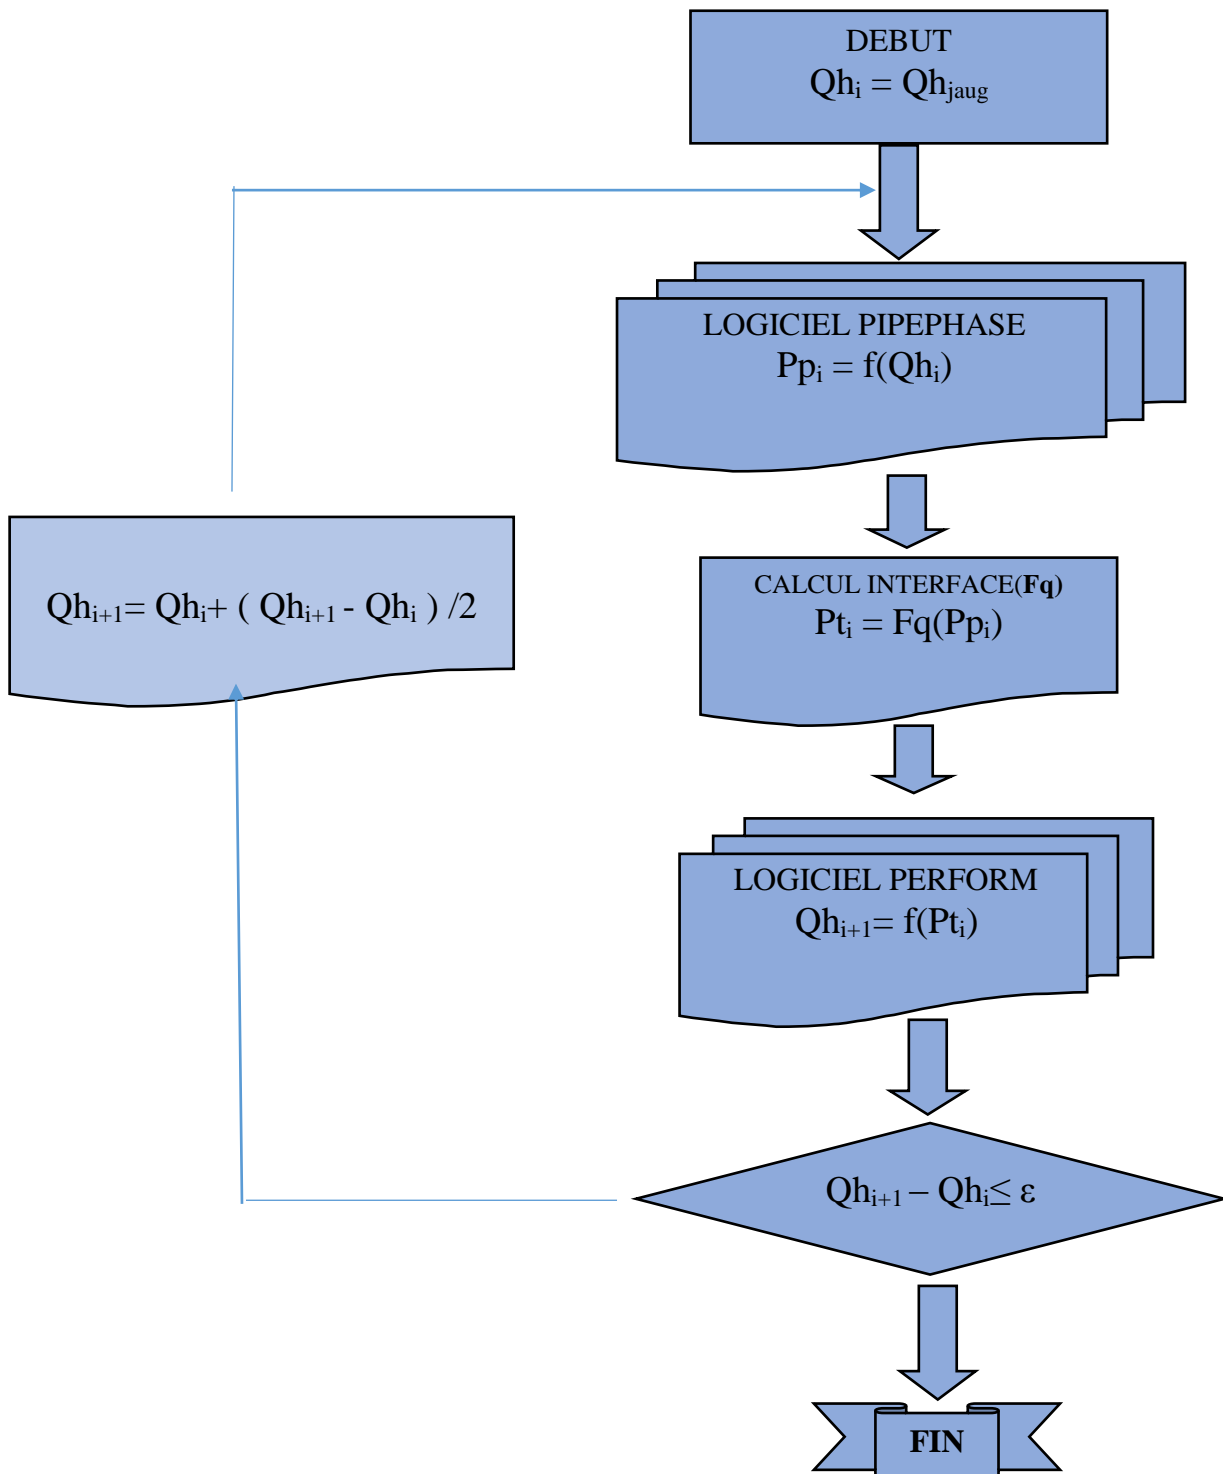 DEBUT
Qhᵢ = Qh_jaug
LOGICIEL PIPEPHASE
Ppᵢ = f(Qhᵢ)
CALCUL INTERFACE(Fq)
Ptᵢ = Fq(Ppᵢ)
Qhᵢ₊₁= Qhᵢ+ ( Qhᵢ₊₁ - Qhᵢ ) /2
LOGICIEL PERFORM
Qhᵢ₊₁= f(Ptᵢ)
Qhᵢ₊₁ – Qhᵢ≤ ε
FIN